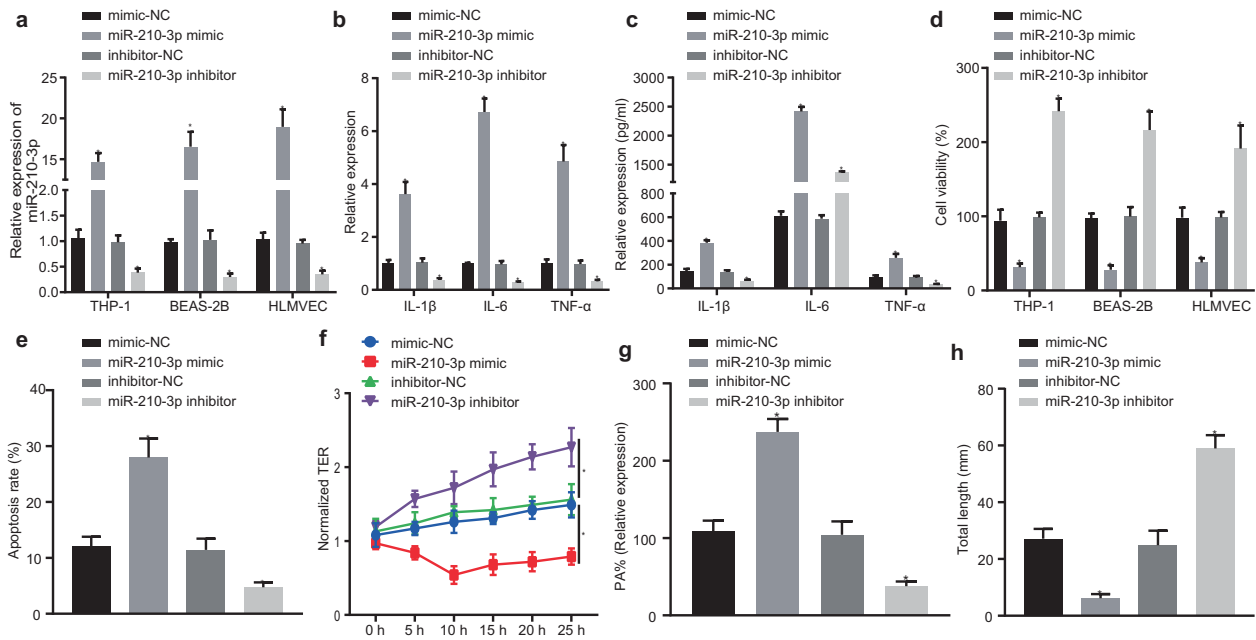 a
mimic-NC
miR-210-3p mimic
inhibitor-NC
miR-210-3p inhibitor
Relative expression of
miR-210-3p
25
20
15
10
2.0
1.5
1.0
0.5
0.0
THP-1 BEAS-2B HLMVEC
b
mimic-NC
miR-210-3p mimic
inhibitor-NC
miR-210-3p inhibitor
Relative expression
8
6
4
2
0
IL-1β IL-6 TNF-α
c
mimic-NC
miR-210-3p mimic
inhibitor-NC
miR-210-3p inhibitor
Relative expression (pg/ml)
3000
2500
2000
1500
1000
800
600
400
200
0
IL-1β IL-6 TNF-α
d
mimic-NC
miR-210-3p mimic
inhibitor-NC
miR-210-3p inhibitor
Cell viability (%)
300
200
100
0
THP-1 BEAS-2B HLMVEC
e
mimic-NC
miR-210-3p mimic
inhibitor-NC
miR-210-3p inhibitor
Apoptosis rate (%)
40
30
20
10
0
f
mimic-NC
miR-210-3p mimic
inhibitor-NC
miR-210-3p inhibitor
Normalized TER
3
2
1
0
0 h 5 h 10 h 15 h 20 h 25 h
g
mimic-NC
miR-210-3p mimic
inhibitor-NC
miR-210-3p inhibitor
PA% (Relative expression)
300
200
100
0
h
mimic-NC
miR-210-3p mimic
inhibitor-NC
miR-210-3p inhibitor
Total length (mm)
80
60
40
20
0